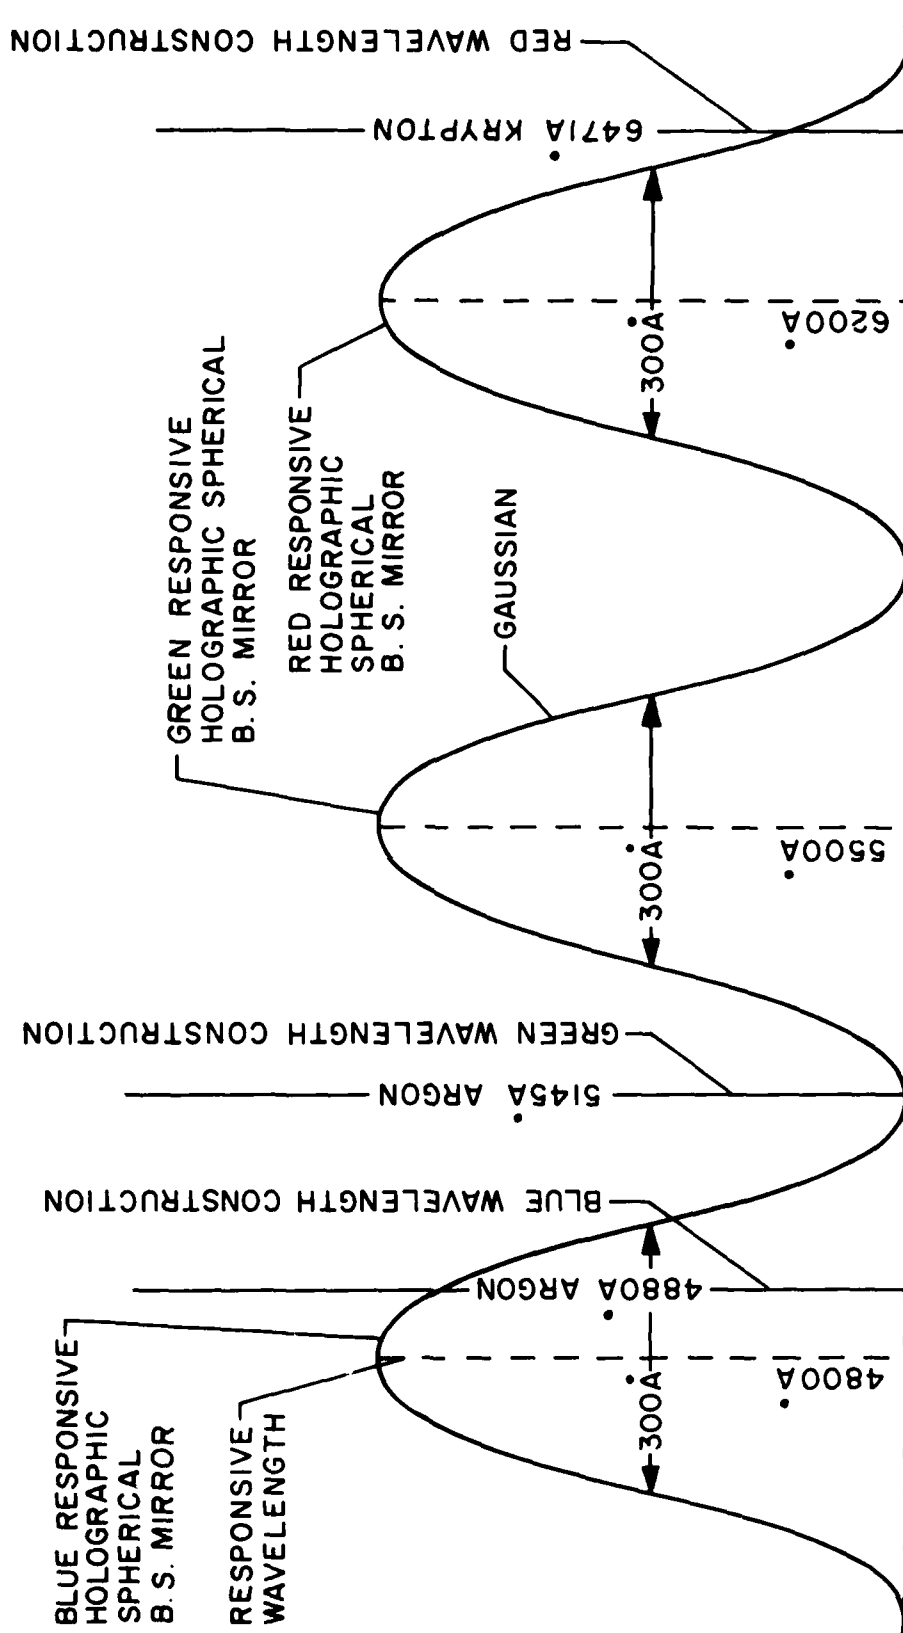 BLUE RESPONSIVE
HOLOGRAPHIC
SPHERICAL
B.S. MIRROR
RESPONSIVE
WAVELENGTH
GREEN RESPONSIVE
HOLOGRAPHIC SPHERICAL
B. S. MIRROR
RED RESPONSIVE
HOLOGRAPHIC
SPHERICAL
B. S. MIRROR
GAUSSIAN
300Å
300Å
300Å
4800Å
4880Å ARGON
BLUE WAVELENGTH CONSTRUCTION
5145Å ARGON
GREEN WAVELENGTH CONSTRUCTION
5500Å
6200Å
6471Å KRYPTON
RED WAVELENGTH CONSTRUCTION